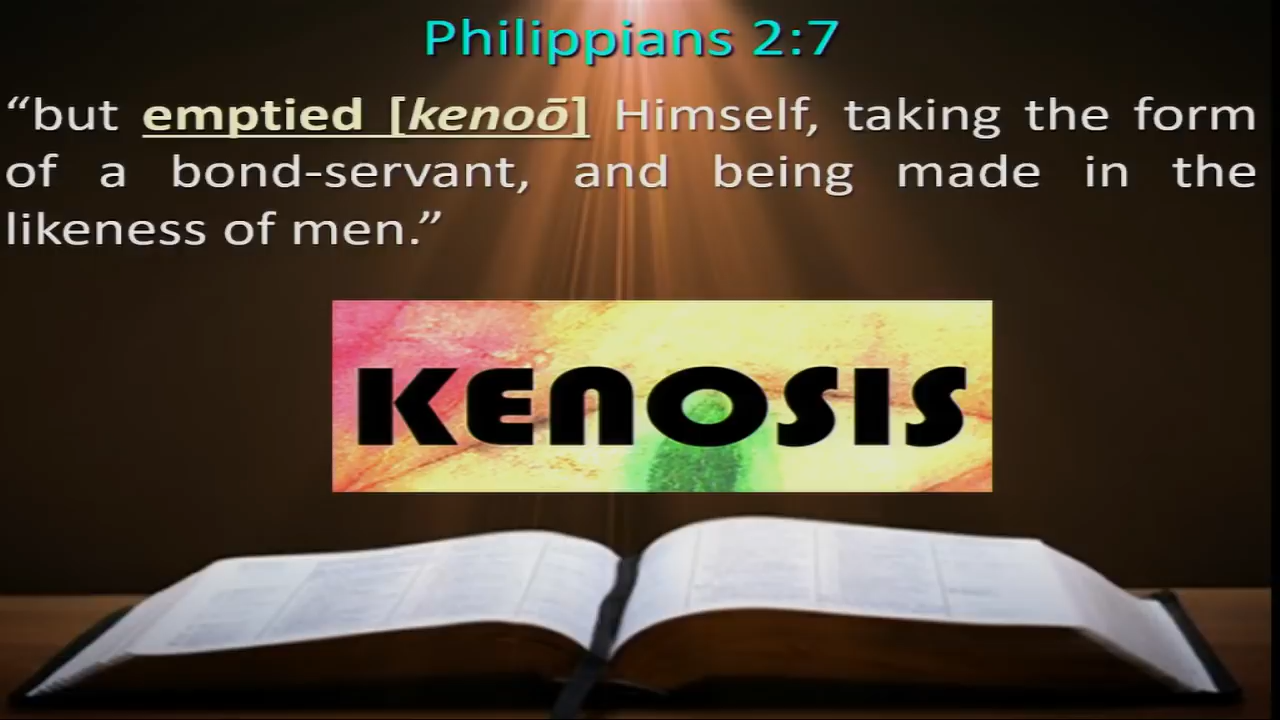 Philippians 2:7
“but emptied [kenoō] Himself, taking the form
of a bond-servant, and being made in the
likeness of men.”
KENOSIS